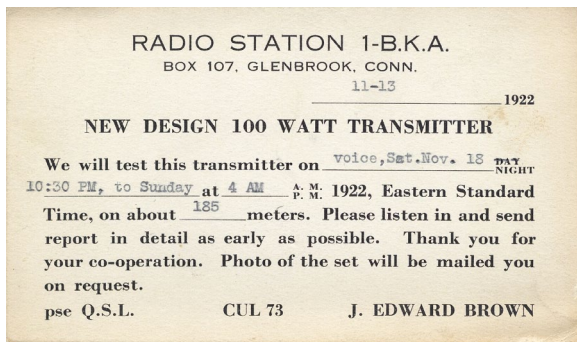 RADIO STATION 1-B.K.A.
BOX 107, GLENBROOK, CONN.
11-13 1922
NEW DESIGN 100 WATT TRANSMITTER
We will test this transmitter on voice,Sat.Nov. 18 DAY NIGHT
10:30 PM, to Sunday at 4 AM A. M. P. M. 1922, Eastern Standard
Time, on about 185 meters. Please listen in and send
report in detail as early as possible. Thank you for
your co-operation. Photo of the set will be mailed you
on request.
pse Q.S.L. CUL 73 J. EDWARD BROWN